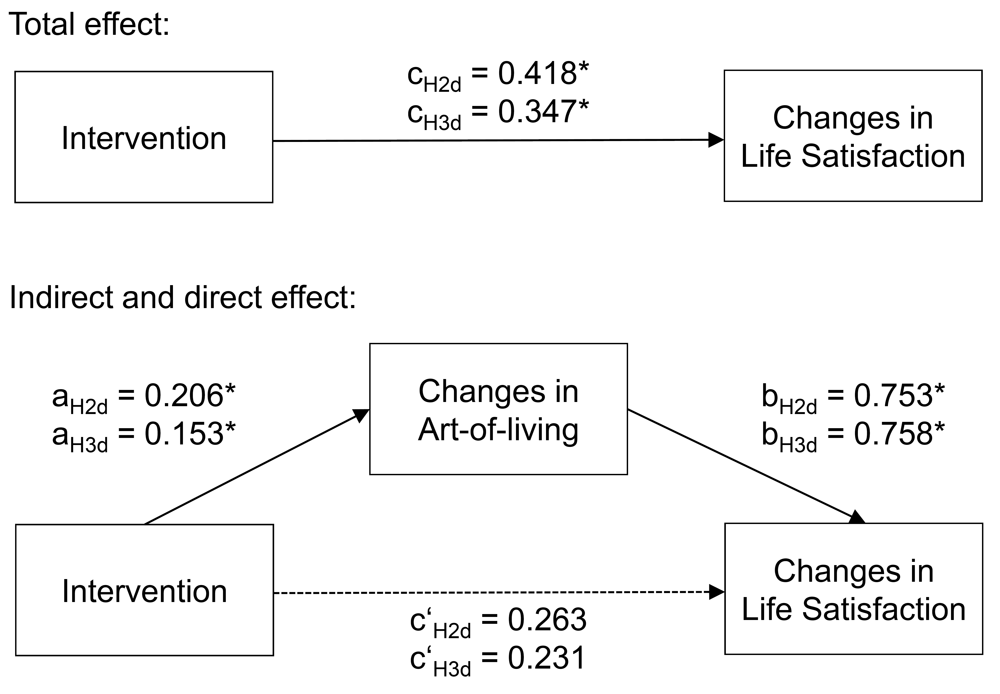 Total effect:
cH2d = 0.418*
cH3d = 0.347*
Intervention
Changes in
Life Satisfaction
Indirect and direct effect:
aH2d = 0.206*
aH3d = 0.153*
Changes in
Art-of-living
bH2d = 0.753*
bH3d = 0.758*
Intervention
Changes in
Life Satisfaction
c‘H2d = 0.263
c‘H3d = 0.231